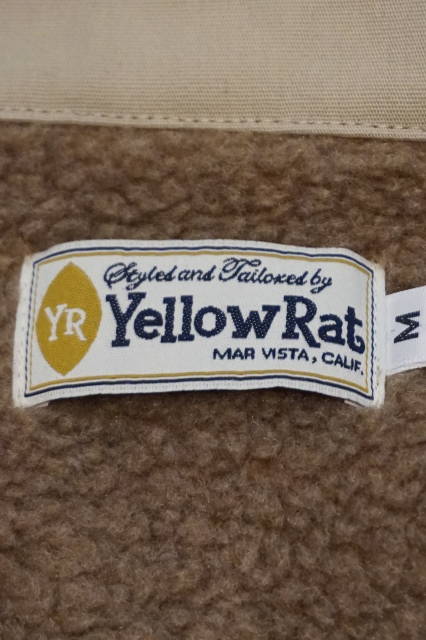 Styled and Tailored by
YR
YellowRat
MAR VISTA, CALIF.
M